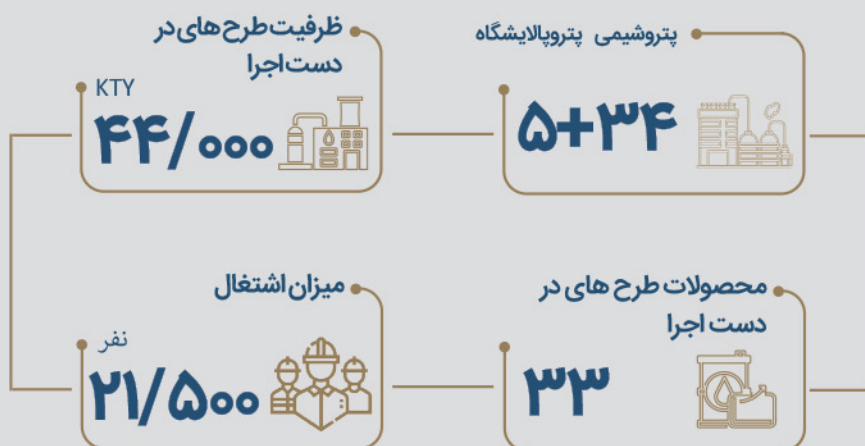 پتروشیمی پتروپالایشگاه
۵+۳۴
ظرفیت طرح های در
دست اجرا
KTY
۴۴/۰۰۰
محصولات طرح های در
دست اجرا
۳۳
میزان اشتغال
نفر
۲۱/۵۰۰